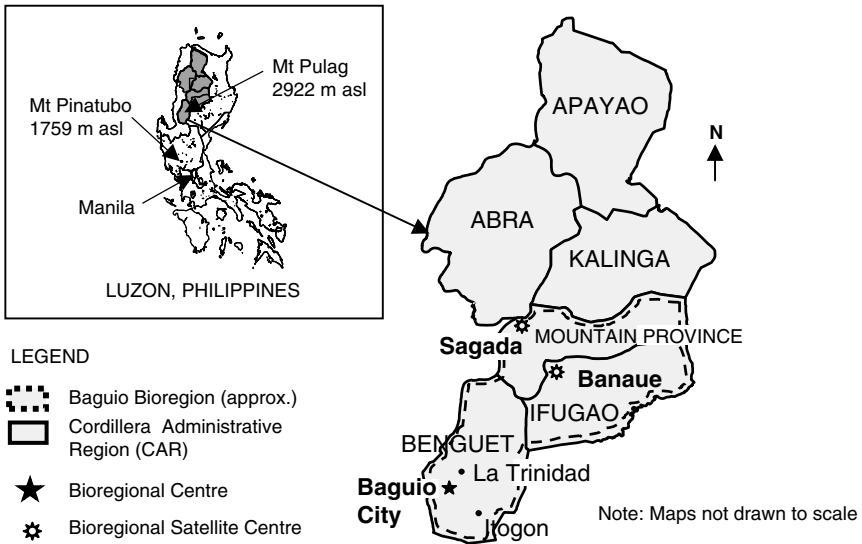 Mt Pulag
2922 m asl
Mt Pinatubo
1759 m asl
Manila
LUZON, PHILIPPINES
LEGEND
Baguio Bioregion (approx.)
Cordillera Administrative
Region (CAR)
Bioregional Centre
Bioregional Satellite Centre
APAYAO
N
ABRA
KALINGA
Sagada
MOUNTAIN PROVINCE
Banaue
IFUGAO
BENGUET
La Trinidad
Baguio
City
Itogon
Note: Maps not drawn to scale